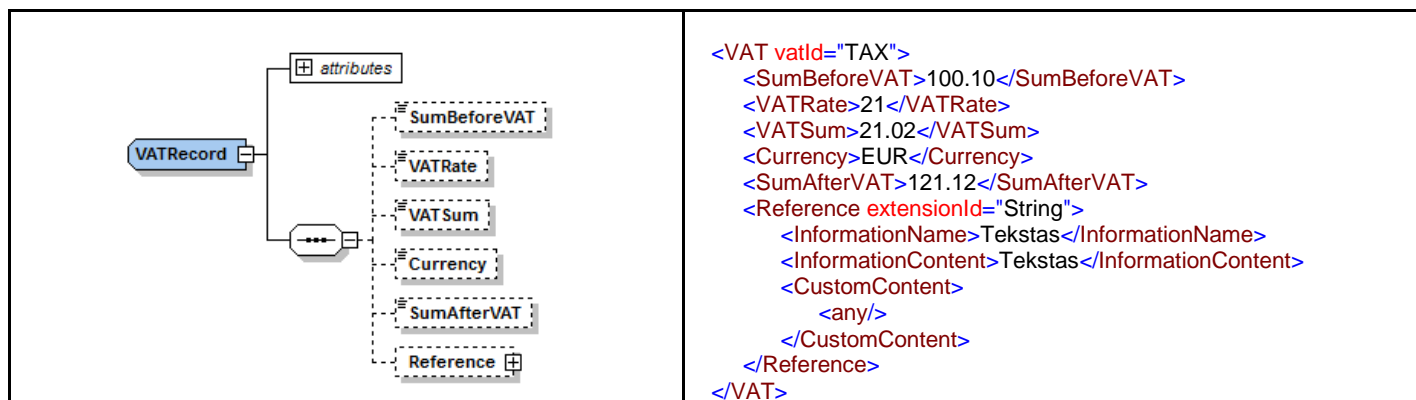 attributes
VATRecord
SumBeforeVAT
VATRate
VATSum
Currency
SumAfterVAT
Reference
<VAT vatId="TAX">
<SumBeforeVAT>100.10</SumBeforeVAT>
<VATRate>21</VATRate>
<VATSum>21.02</VATSum>
<Currency>EUR</Currency>
<SumAfterVAT>121.12</SumAfterVAT>
<Reference extensionId="String">
<InformationName>Tekstas</InformationName>
<InformationContent>Tekstas</InformationContent>
<CustomContent>
<any/>
</CustomContent>
</Reference>
</VAT>